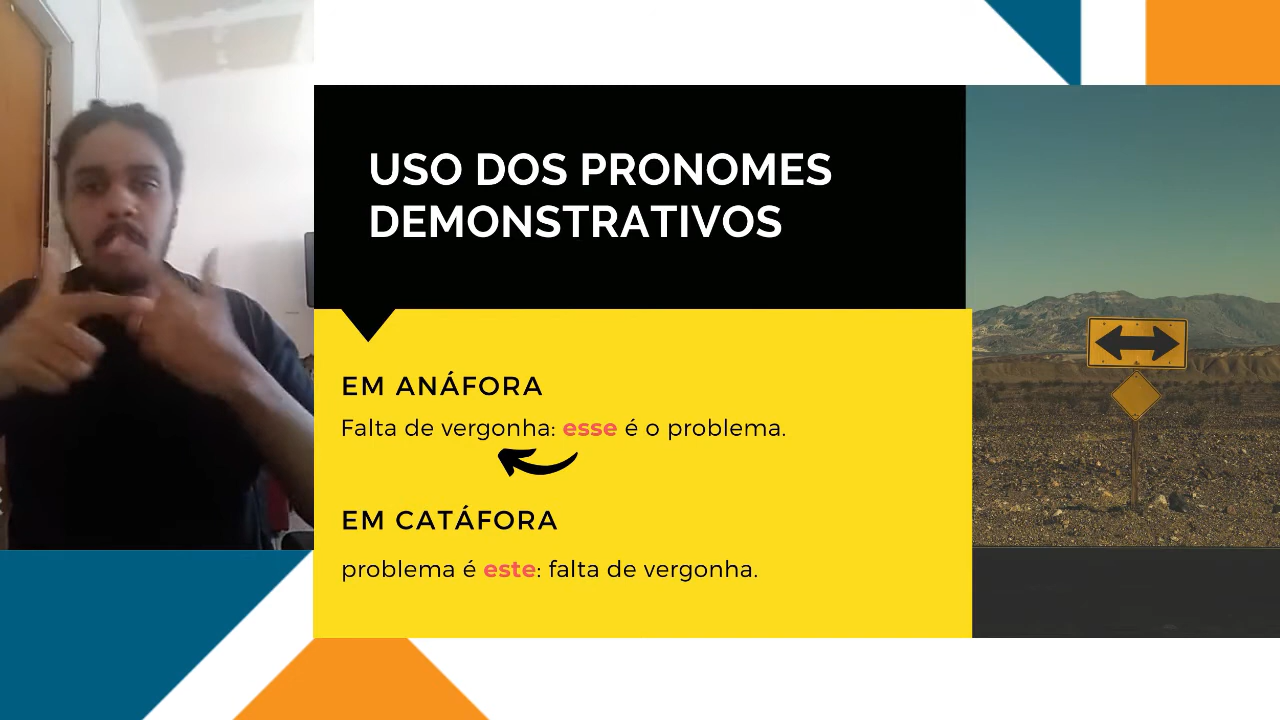 USO DOS PRONOMES
DEMONSTRATIVOS
EM ANÁFORA
Falta de vergonha: esse é o problema.
EM CATÁFORA
problema é este: falta de vergonha.